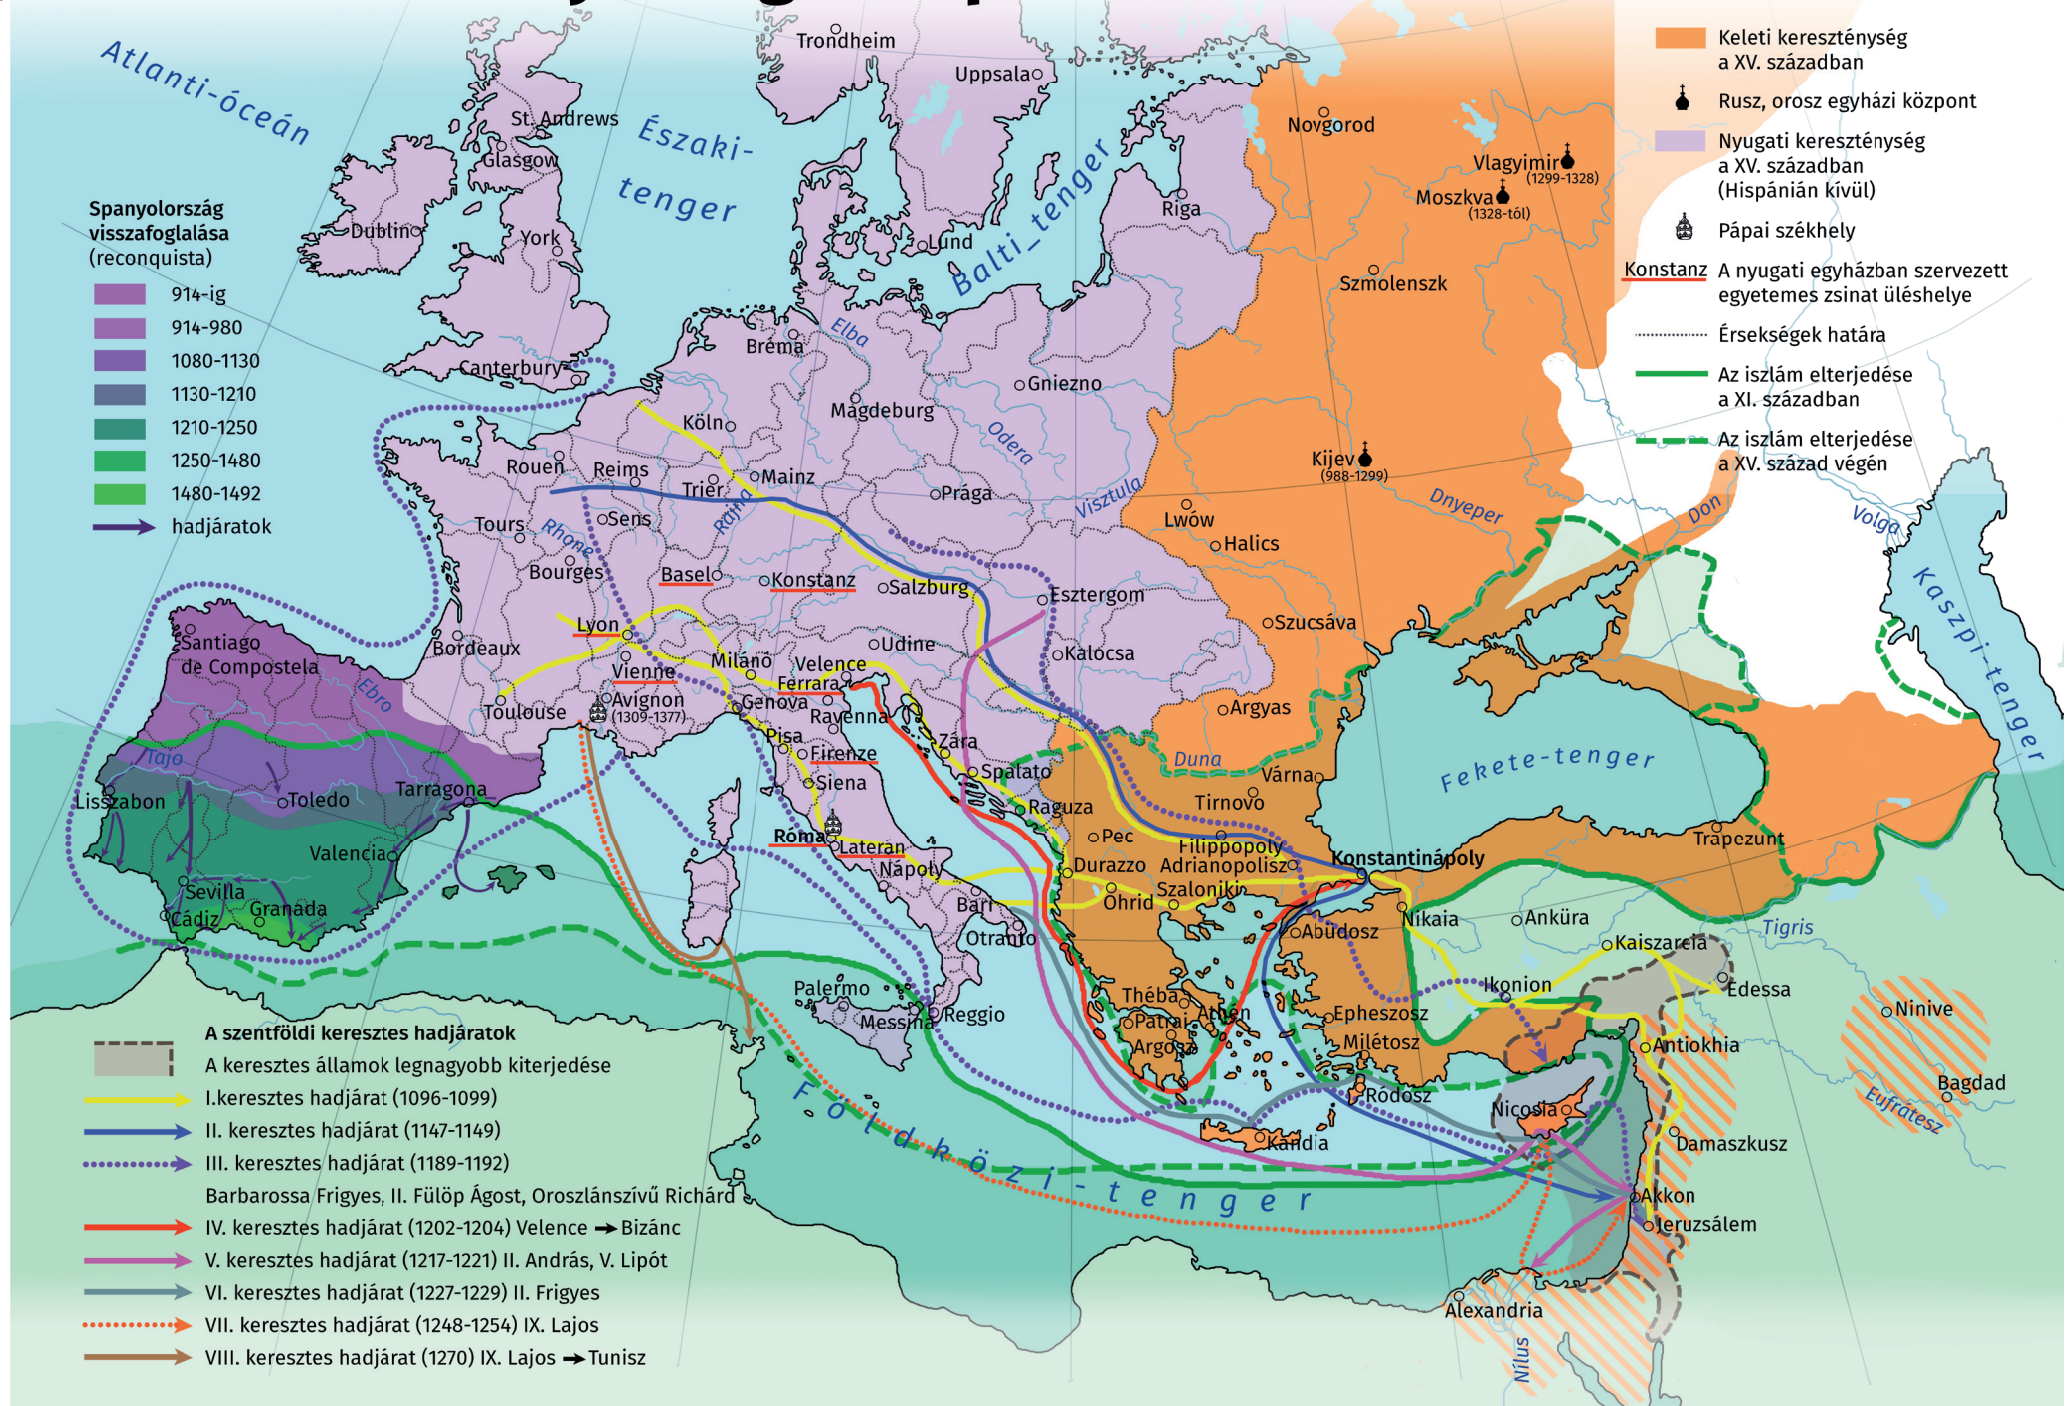 Atlanti-óceán
Északi-
tenger
Balti_tenger
Trondheim
Uppsala
St. Andrews
Glasgow
Dublin
York
Lund
Riga
Canterbury
Novgorod
Vlagyimir
(1299-1328)
Moszkva
(1328-tól)
Szmolenszk
Kijev
(988-1299)
Keleti kereszténység
a XV. században
Rusz, orosz egyházi központ
Nyugati kereszténység
a XV. században
(Hispánián kívül)
Pápai székhely
Konstanz
A nyugati egyházban szervezett
egyetemes zsinat üléshelye
Érsekségek határa
Az iszlám elterjedése
a XI. században
Az iszlám elterjedése
a XV. század végén
Spanyolország
visszafoglalása
(reconquista)
914-ig
914-980
1080-1130
1130-1210
1210-1250
1250-1480
1480-1492
hadjáratok
Bréma
Elba
Gniezno
Magdeburg
Köln
Odera
Rouen
Reims
Trier
Mainz
Rajna
Prága
Visztula
Lwów
Halics
Dnyeper
Don
Volga
Kaszpi-tenger
Tours
Rhone
Sens
Bourges
Basel
Konstanz
Salzburg
Esztergom
Szucsáva
Santiago
de Compostela
Ebro
Bordeaux
Lyon
Vienne
Udine
Kalocsa
Milánó
Velence
Ferrara
Toulouse
Avignon
(1309-1377)
Genova
Ravenna
Argyas
Pisa
Firenze
Zára
Siena
Spalato
Duna
Fekete-tenger
Várna
Tirnovo
Tajo
Lisszabon
Toledo
Tarragona
Raguza
Pec
Filippopoly
Trapezunt
Valencia
Róma
Laterán
Nápoly
Durazzo
Adrianopolisz
Konstantinápoly
Sevilla
Cádiz
Granada
Bari
Ohrid
Szaloniki
Nikaia
Anküra
Tigris
Otranto
Abüdosz
Kaiszareia
Palermo
Messina
Reggio
Théba
Athén
Patrai
Argosz
Epheszosz
Milétosz
Ikonion
Edessa
Ninive
Antiokhia
Bagdad
Eufrátesz
Ródosz
Nicosia
Kandia
Damaszkusz
Földközi-tenger
Akkon
Jeruzsálem
Alexandria
Nílus
A szentföldi keresztes hadjáratok
A keresztes államok legnagyobb kiterjedése
I.keresztes hadjárat (1096-1099)
II. keresztes hadjárat (1147-1149)
III. keresztes hadjárat (1189-1192)
Barbarossa Frigyes, II. Fülöp Ágost, Oroszlánszívű Richárd
IV. keresztes hadjárat (1202-1204) Velence → Bizánc
V. keresztes hadjárat (1217-1221) II. András, V. Lipót
VI. keresztes hadjárat (1227-1229) II. Frigyes
VII. keresztes hadjárat (1248-1254) IX. Lajos
VIII. keresztes hadjárat (1270) IX. Lajos → Tunisz